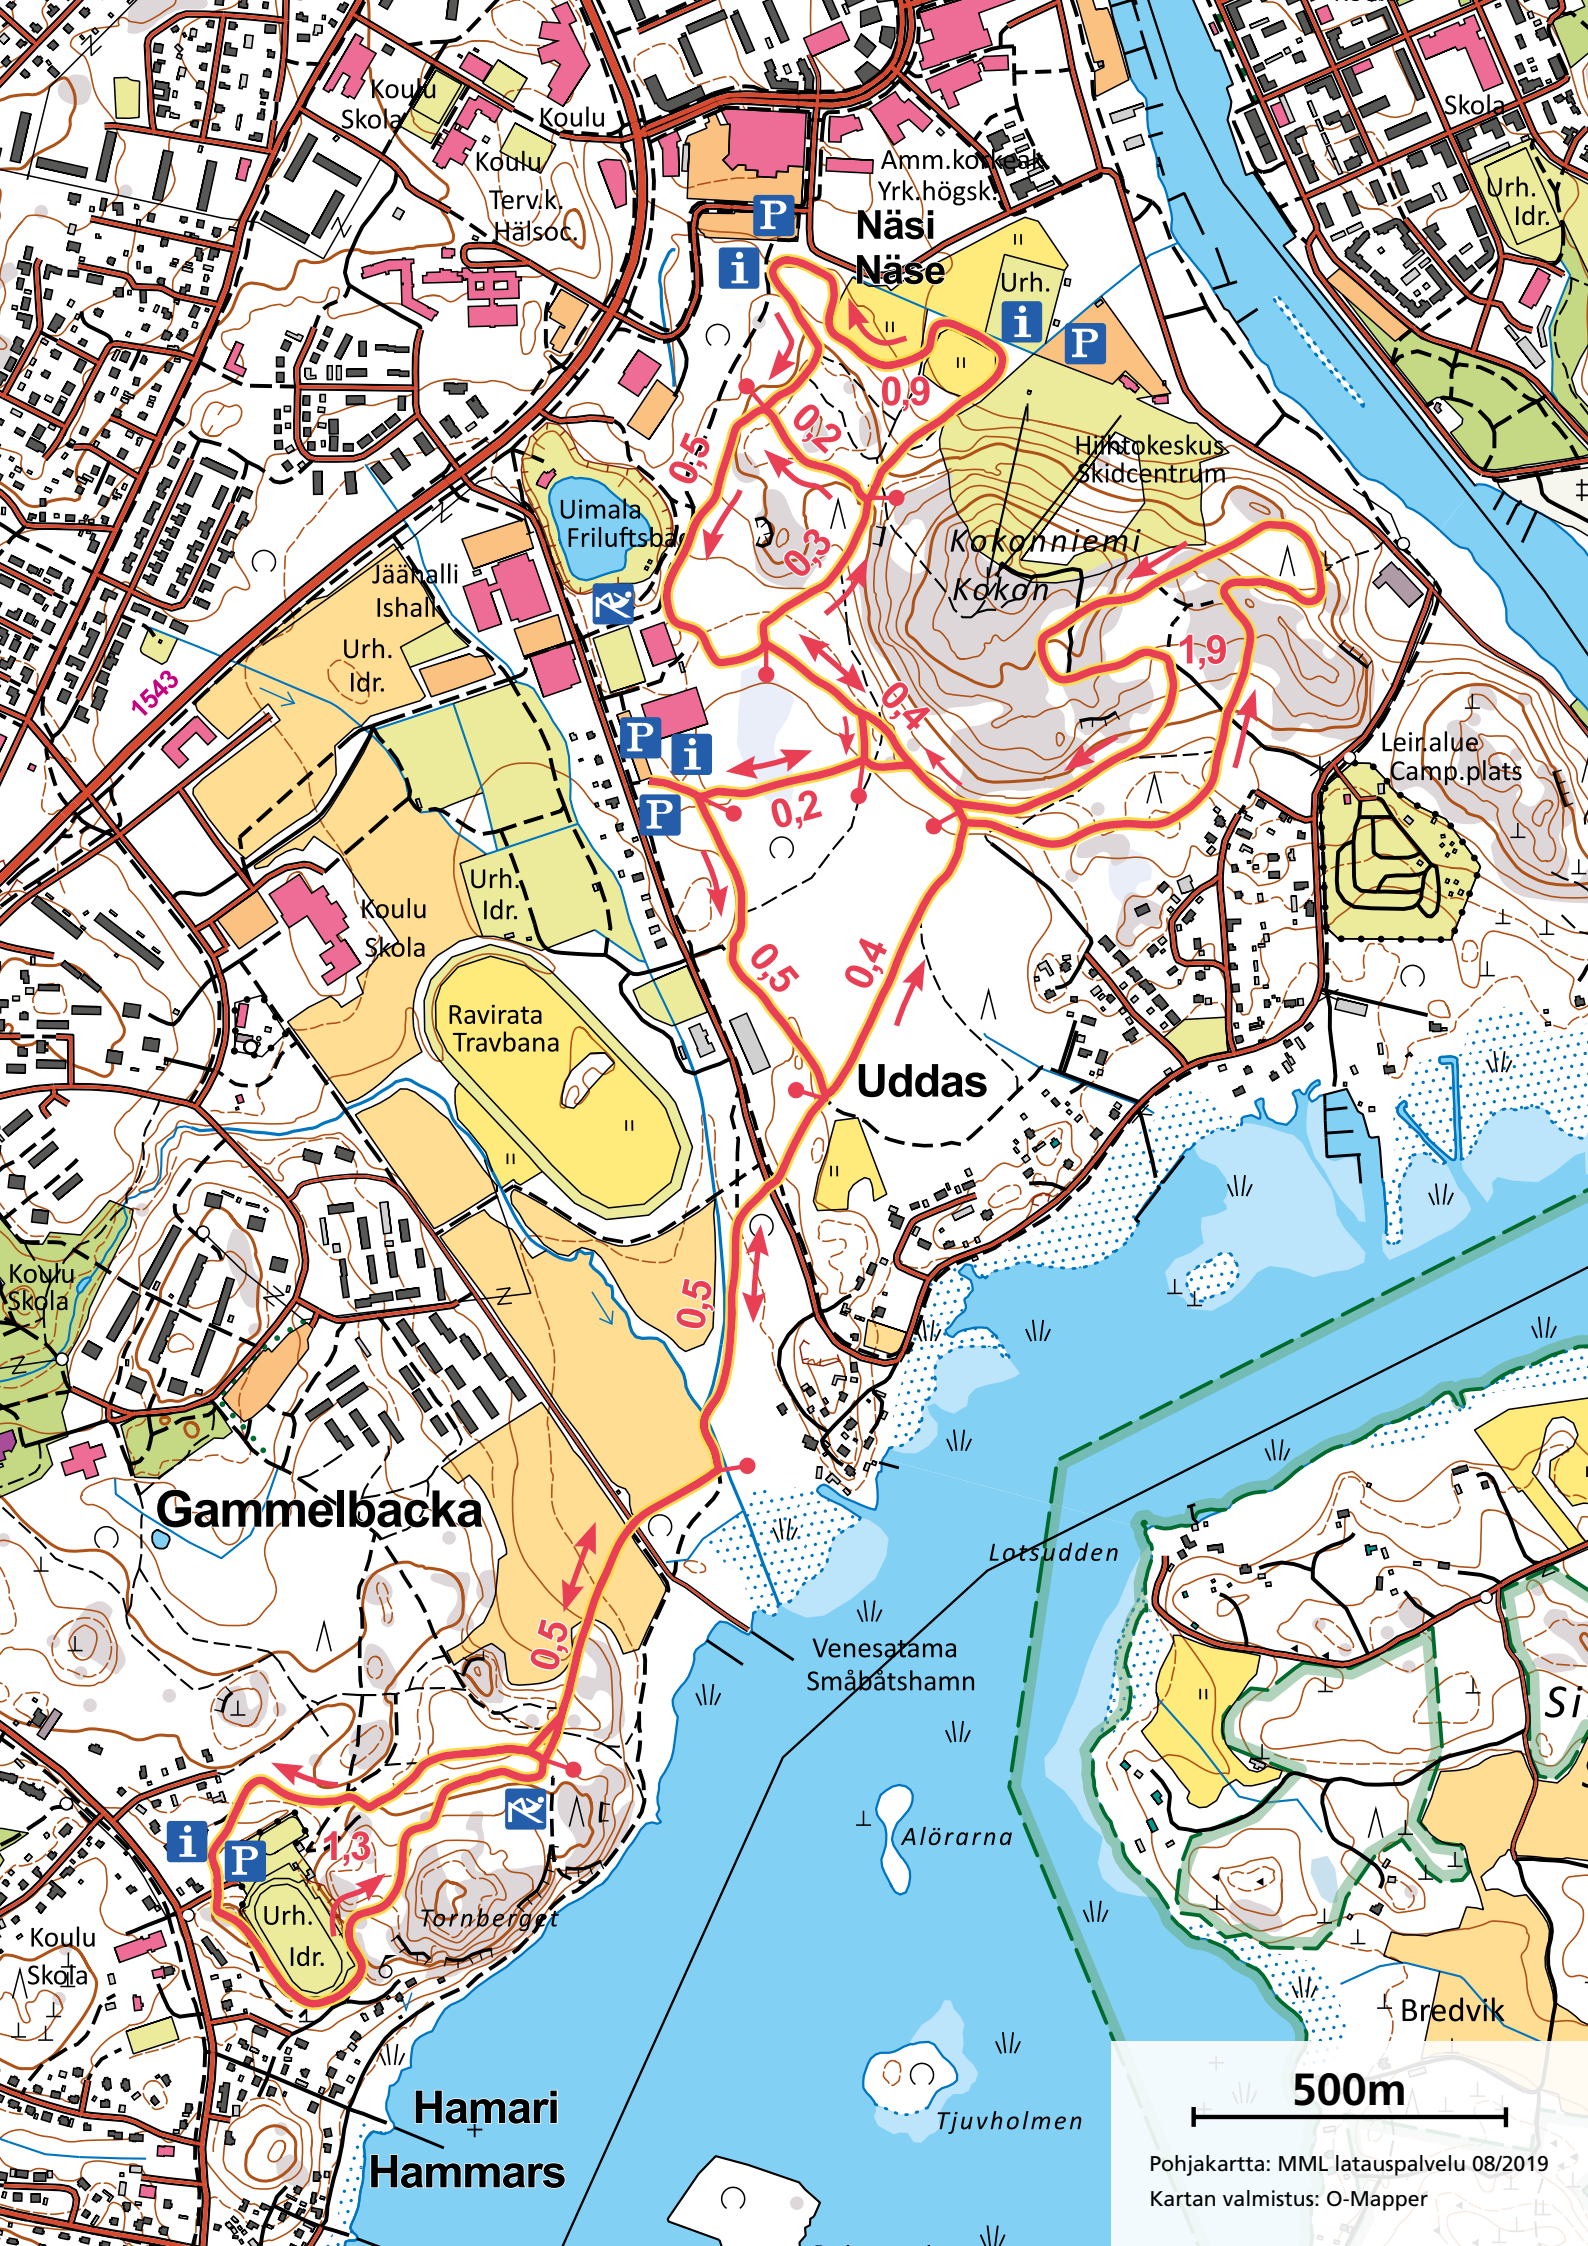 Koulu
Skola
Koulu
Koulu
Terv.k.
Hälsoc.
Amm.korkeak.
Yrk.högsk.
Skola
Urh.
Idr.
P
i
Näsi
Näse
Urh.
i
P
0,9
0,2
0,5
0,3
Hiihtokeskus
Skidcentrum
Uimala
Friluftsbad
Kokonniemi
Kokon
Jäähalli
Ishall
Urh.
Idr.
1543
1,9
0,4
P
i
P
0,2
Leir.alue
Camp.plats
Urh.
Idr.
Koulu
Skola
0,5
0,4
Ravirata
Travbana
Uddas
Koulu
Skola
0,5
Gammelbacka
Lotsudden
0,5
Venesatama
Småbåtshamn
Alörarna
i
P
1,3
Urh.
Idr.
Tornberget
Koulu
Skola
Bredvik
Hamari
Hammars
Tjuvholmen
500m
Pohjakartta: MML latauspalvelu 08/2019
Kartan valmistus: O-Mapper